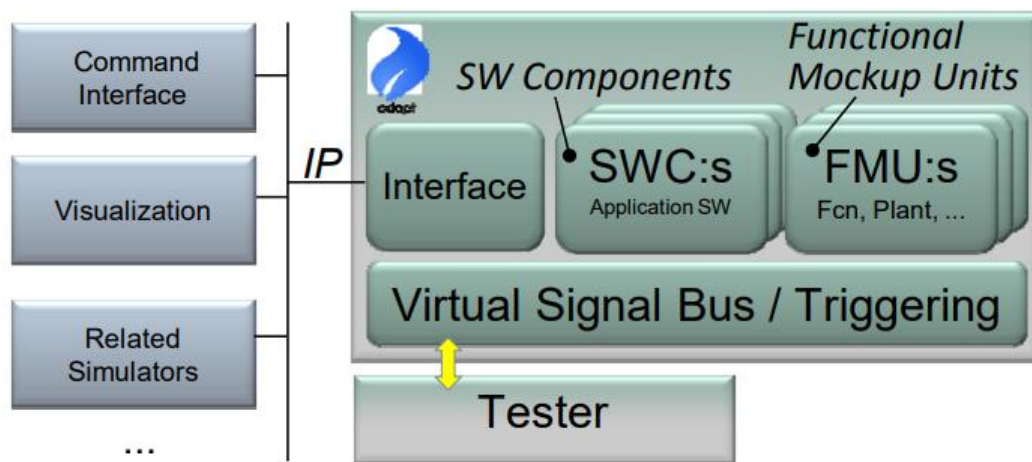 Command
Interface
Visualization
Related
Simulators
...
IP
adapt
SW Components
Functional
Mockup Units
Interface
SWC:s
Application SW
FMU:s
Fcn, Plant, ...
Virtual Signal Bus / Triggering
Tester